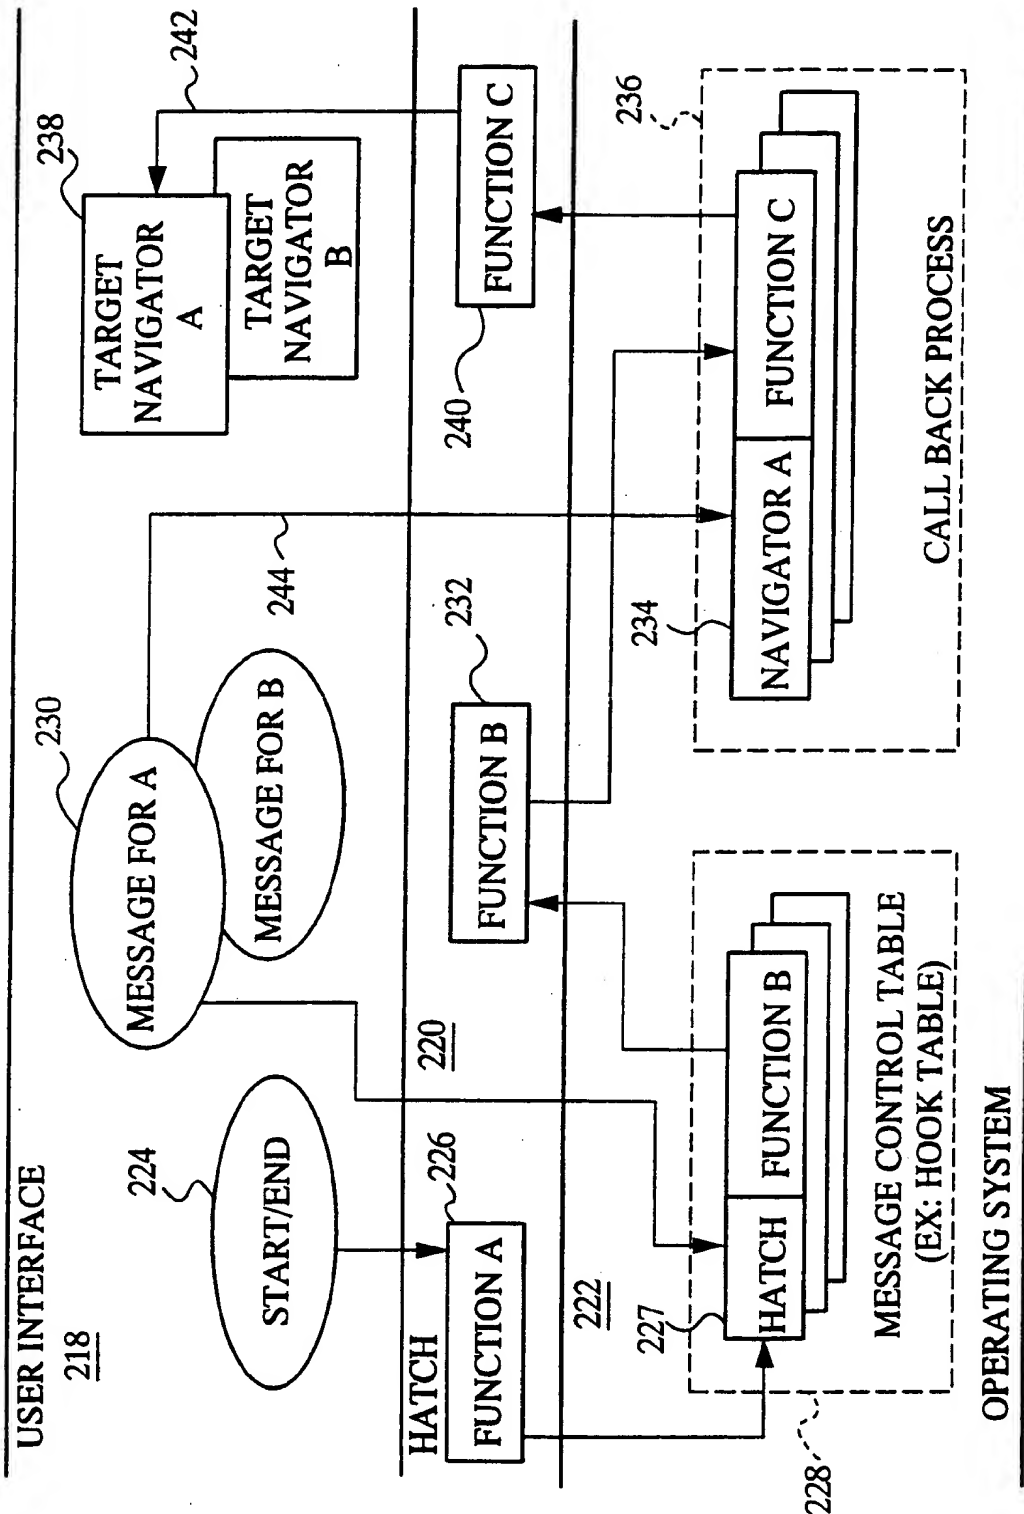 USER INTERFACE
218
224
START/END
230
MESSAGE FOR A
MESSAGE FOR B
244
238
TARGET
NAVIGATOR
A
TARGET
NAVIGATOR
B
242
HATCH
226
FUNCTION A
220
232
FUNCTION B
240
FUNCTION C
222
227
HATCH
FUNCTION B
228
MESSAGE CONTROL TABLE
(EX: HOOK TABLE)
234
NAVIGATOR A
FUNCTION C
236
CALL BACK PROCESS
OPERATING SYSTEM